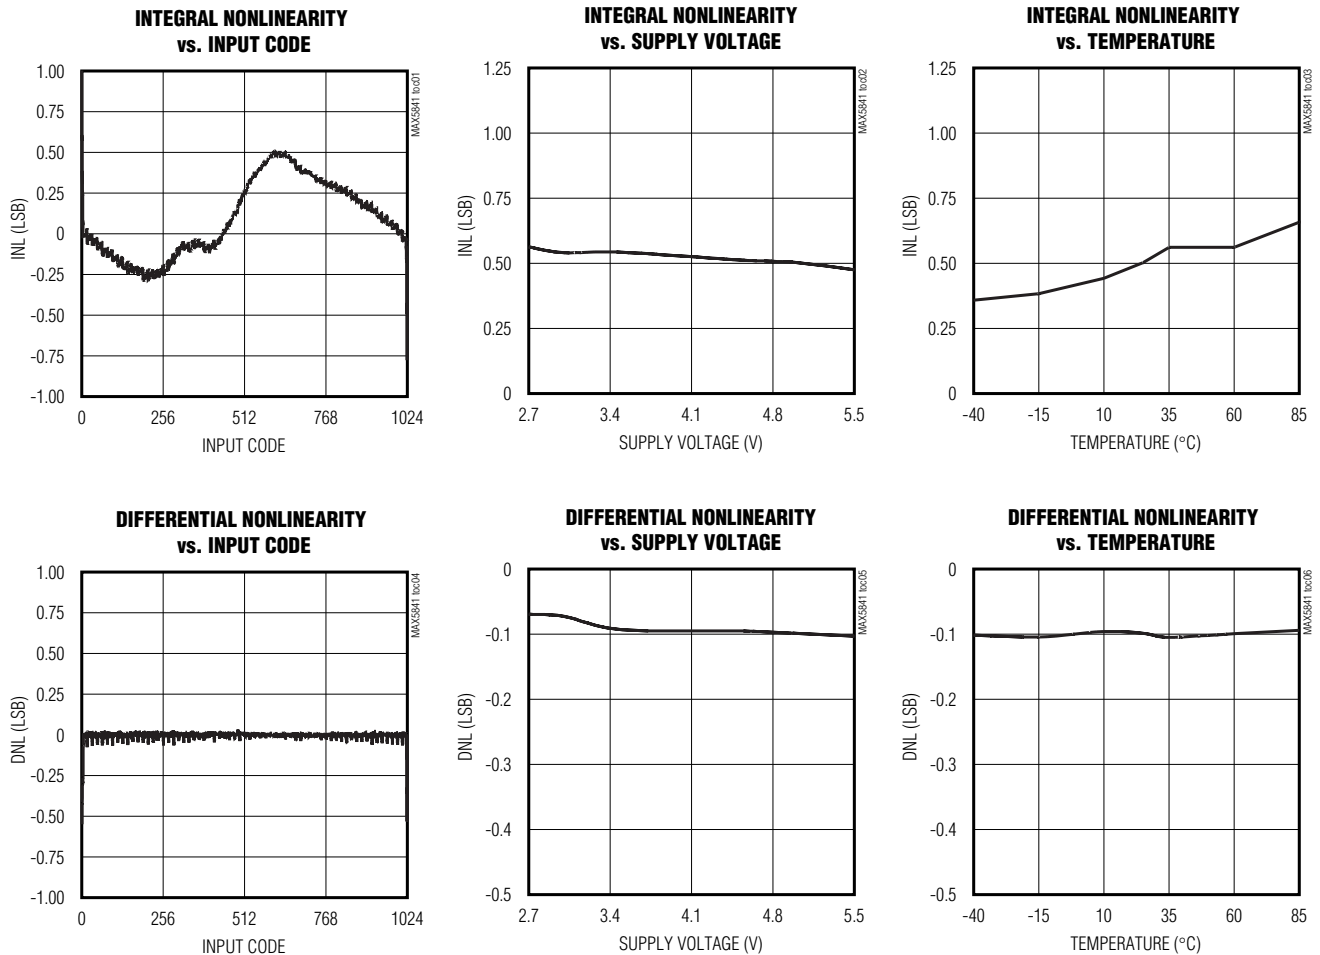 INTEGRAL NONLINEARITY
vs. INPUT CODE
1.00
0.75
0.50
0.25
0
-0.25
-0.50
-0.75
-1.00
INL (LSB)
0 256 512 768 1024
INPUT CODE
MAX5841 toc01
INTEGRAL NONLINEARITY
vs. SUPPLY VOLTAGE
1.25
1.00
0.75
0.50
0.25
0
INL (LSB)
2.7 3.4 4.1 4.8 5.5
SUPPLY VOLTAGE (V)
MAX5841 toc02
INTEGRAL NONLINEARITY
vs. TEMPERATURE
1.25
1.00
0.75
0.50
0.25
0
INL (LSB)
-40 -15 10 35 60 85
TEMPERATURE (°C)
MAX5841 toc03
DIFFERENTIAL NONLINEARITY
vs. INPUT CODE
1.00
0.75
0.50
0.25
0
-0.25
-0.50
-0.75
-1.00
DNL (LSB)
0 256 512 768 1024
INPUT CODE
MAX5841 toc04
DIFFERENTIAL NONLINEARITY
vs. SUPPLY VOLTAGE
0
-0.1
-0.2
-0.3
-0.4
-0.5
DNL (LSB)
2.7 3.4 4.1 4.8 5.5
SUPPLY VOLTAGE (V)
MAX5841 toc05
DIFFERENTIAL NONLINEARITY
vs. TEMPERATURE
0
-0.1
-0.2
-0.3
-0.4
-0.5
DNL (LSB)
-40 -15 10 35 60 85
TEMPERATURE (°C)
MAX5841 toc06